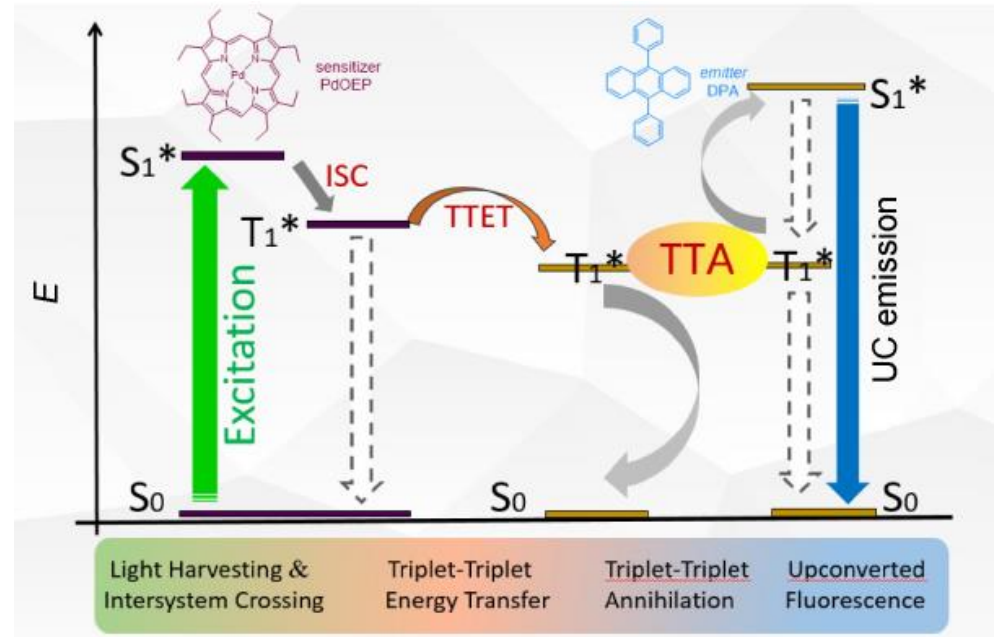 sensitizer
PdOEP
N
N
Pd
N
N
emitter
DPA
S1*
S1*
ISC
T1*
TTET
T1*
TTA
T1*
E
Excitation
UC emission
S0
S0
S0
Light Harvesting &
Intersystem Crossing
Triplet-Triplet
Energy Transfer
Triplet-Triplet
Annihilation
Upconverted
Fluorescence